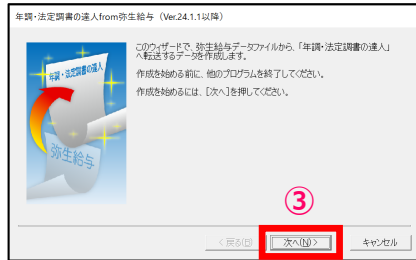 年調・法定調書の達人from弥生給与（Ver.24.1.1以降）
このウィザードで、弥生給与データファイルから、「年調・法定調書の達人」
へ転送するデータを作成します。
作成を始める前に、他のプログラムを終了してください。
作成を始めるには、[次へ]を押してください。
年調・法定調書の達人
弥生給与
③
< 戻る(B)
次へ(N) >
キャンセル